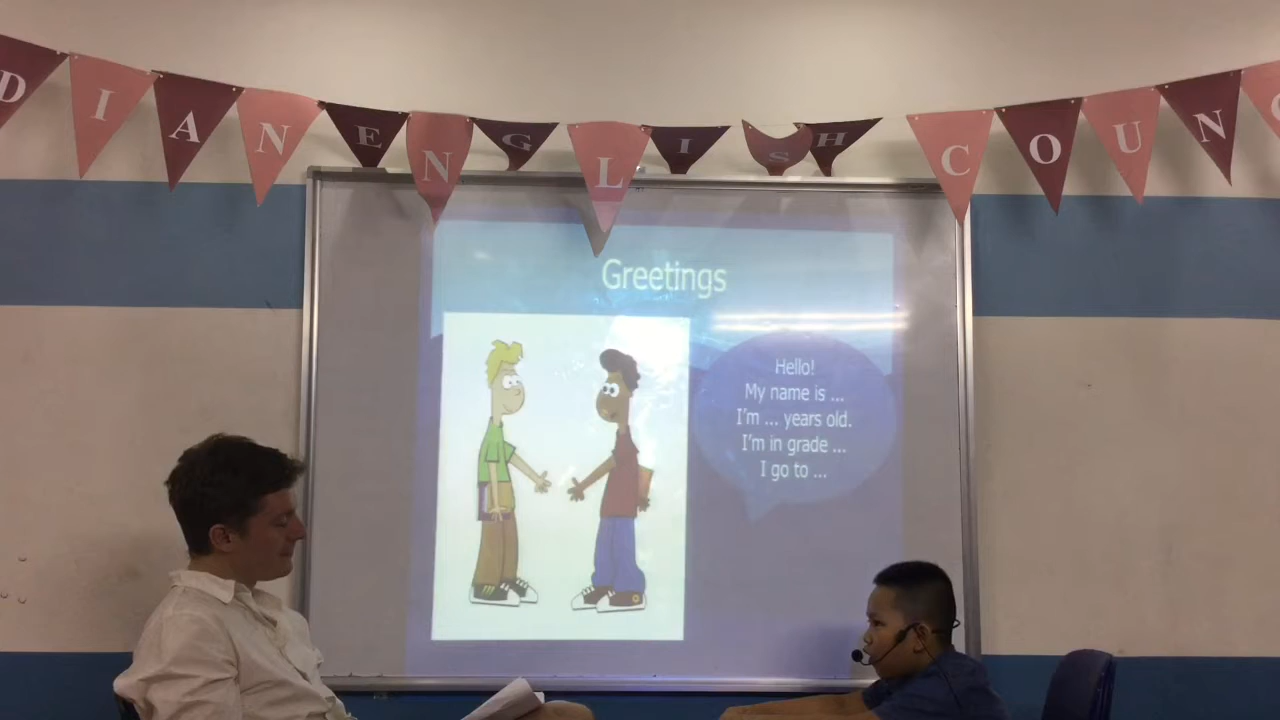 DIAN ENGLISH COUN
Greetings
Hello!
My name is ...
I'm ... years old.
I'm in grade ...
I go to ...